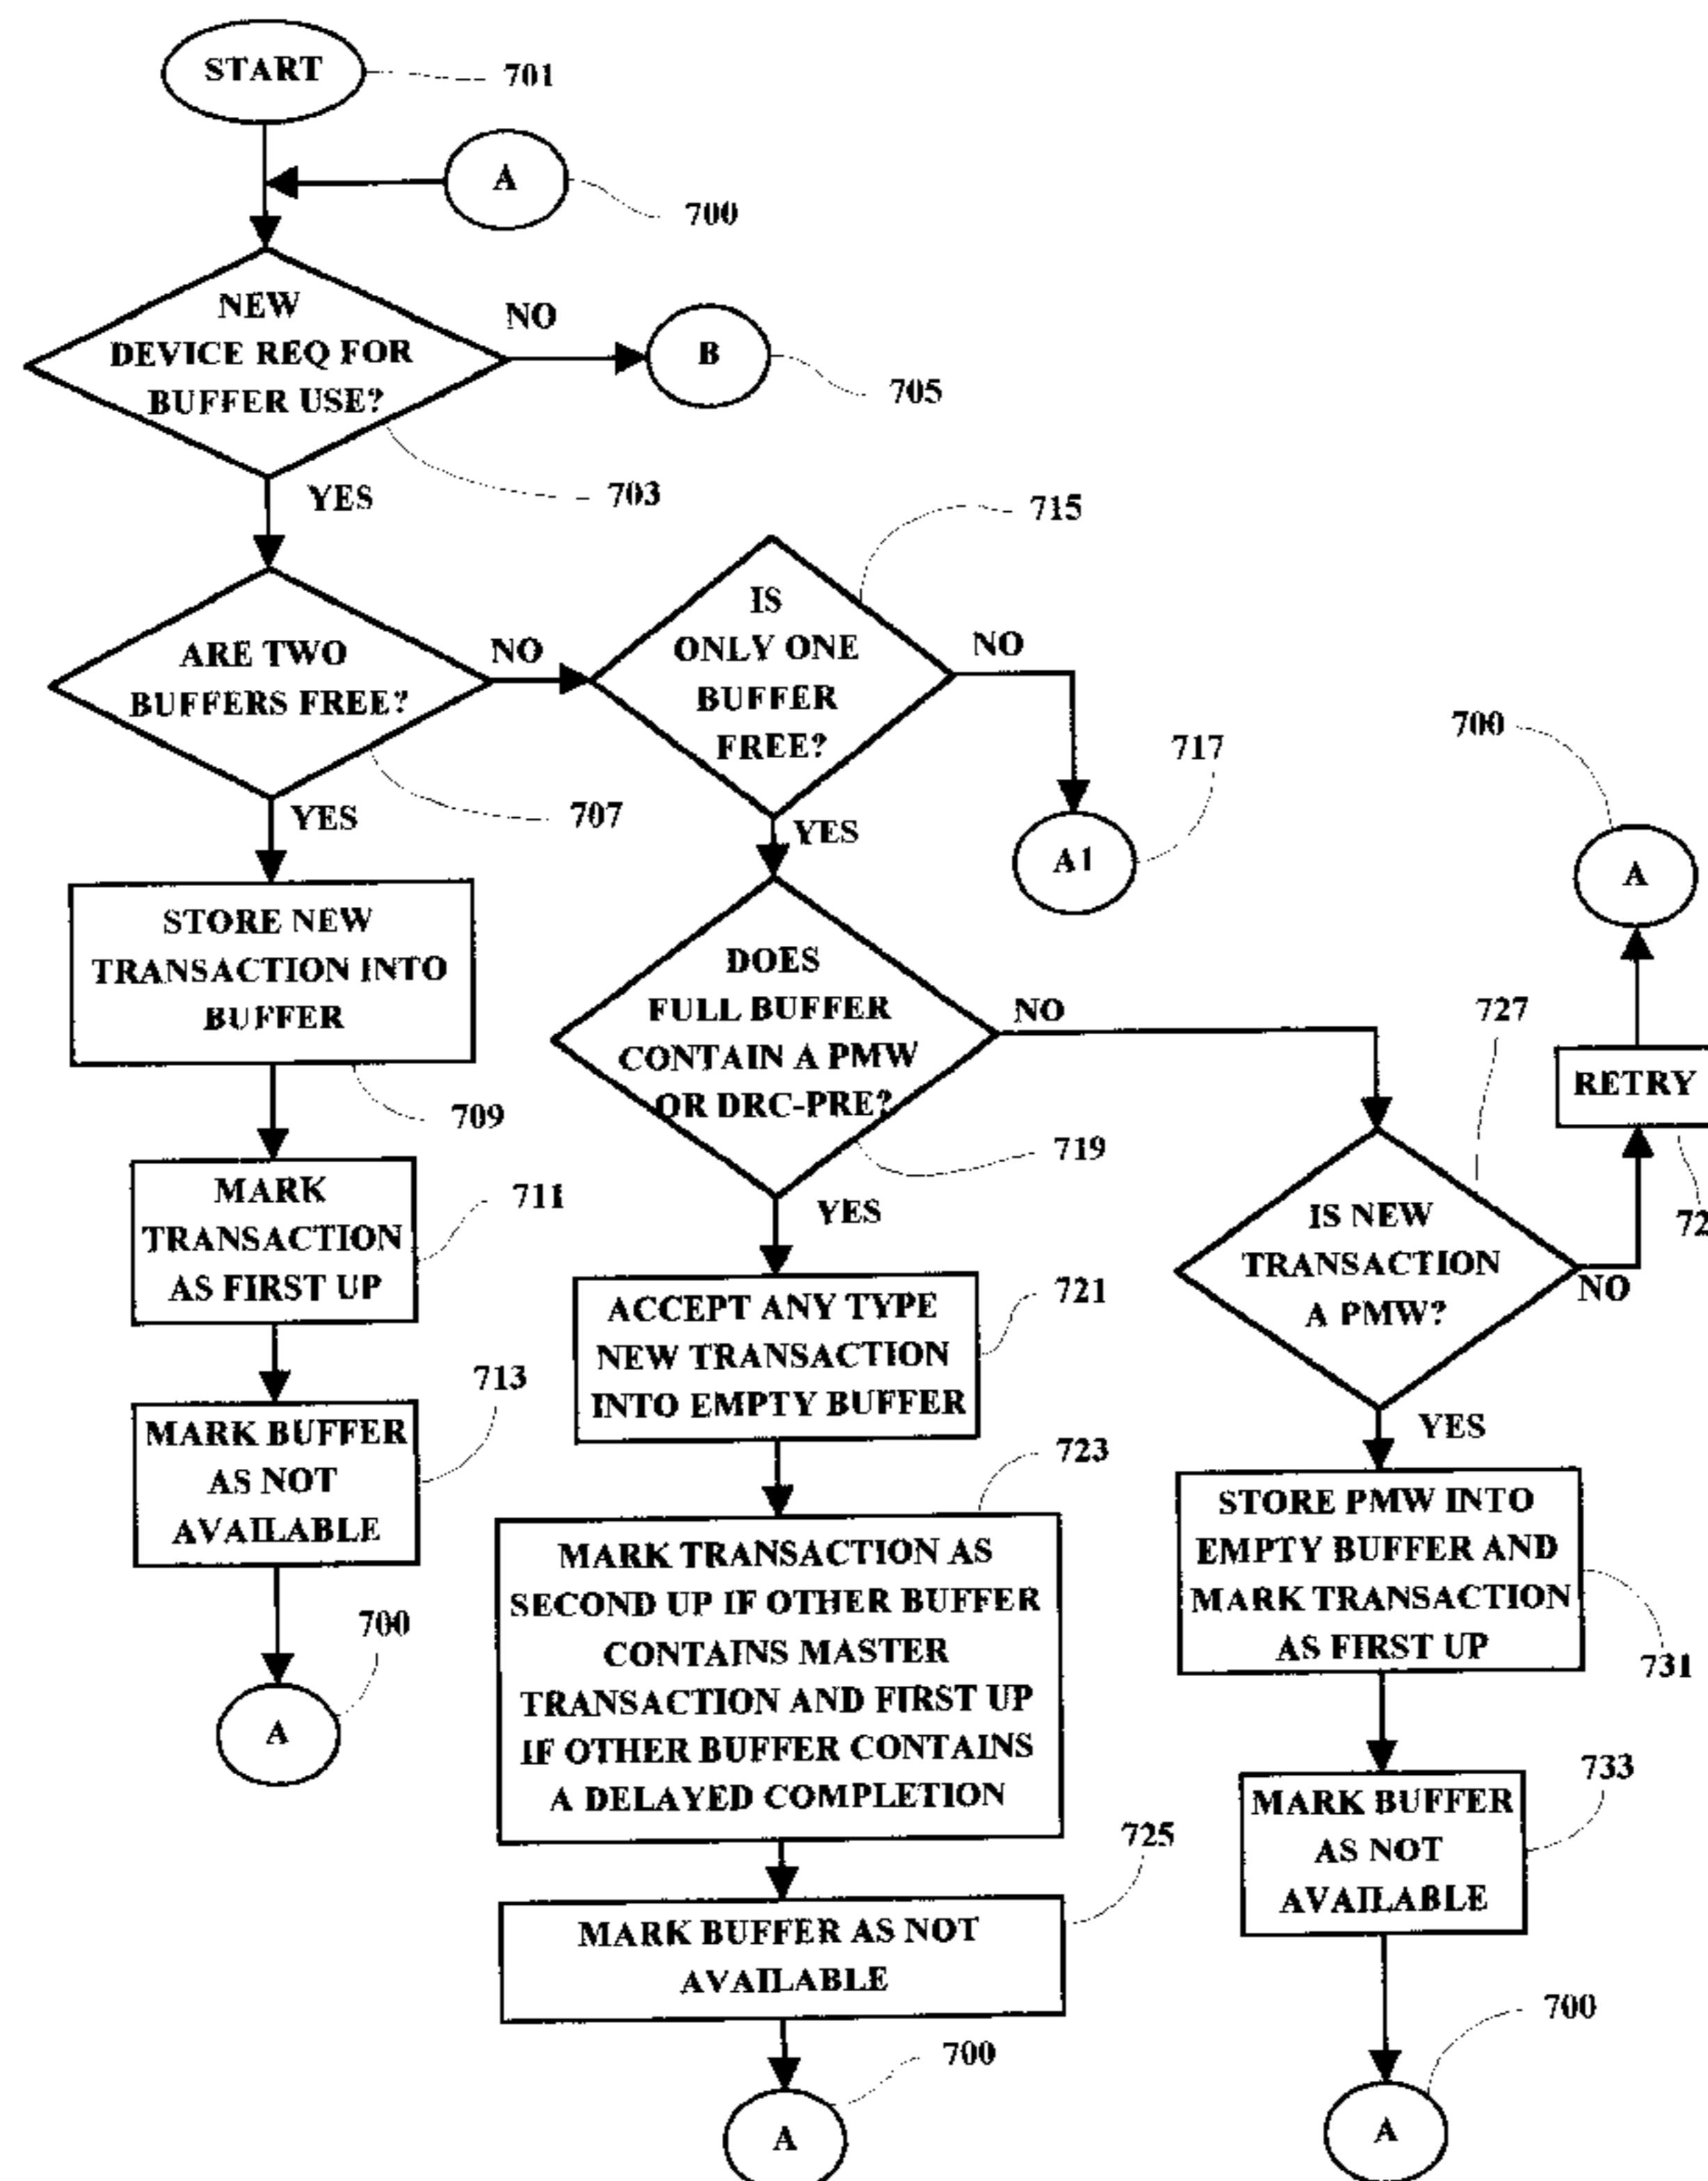 START
701
A
700
NEW
DEVICE REQ FOR
BUFFER USE?
NO
B
705
703
YES
715
ARE TWO
BUFFERS FREE?
NO
IS
ONLY ONE
BUFFER
FREE?
NO
707
YES
717
A1
YES
700
A
STORE NEW
TRANSACTION INTO
BUFFER
709
DOES
FULL BUFFER
CONTAIN A PMW
OR DRC-PRE?
NO
719
YES
727
RETRY
IS NEW
TRANSACTION
A PMW?
NO
YES
MARK
TRANSACTION
AS FIRST UP
711
713
MARK BUFFER
AS NOT
AVAILABLE
700
A
ACCEPT ANY TYPE
NEW TRANSACTION
INTO EMPTY BUFFER
721
723
MARK TRANSACTION AS
SECOND UP IF OTHER BUFFER
CONTAINS MASTER
TRANSACTION AND FIRST UP
IF OTHER BUFFER CONTAINS
A DELAYED COMPLETION
725
MARK BUFFER AS NOT
AVAILABLE
700
A
STORE PMW INTO
EMPTY BUFFER AND
MARK TRANSACTION
AS FIRST UP
731
733
MARK BUFFER
AS NOT
AVAILABLE
700
A